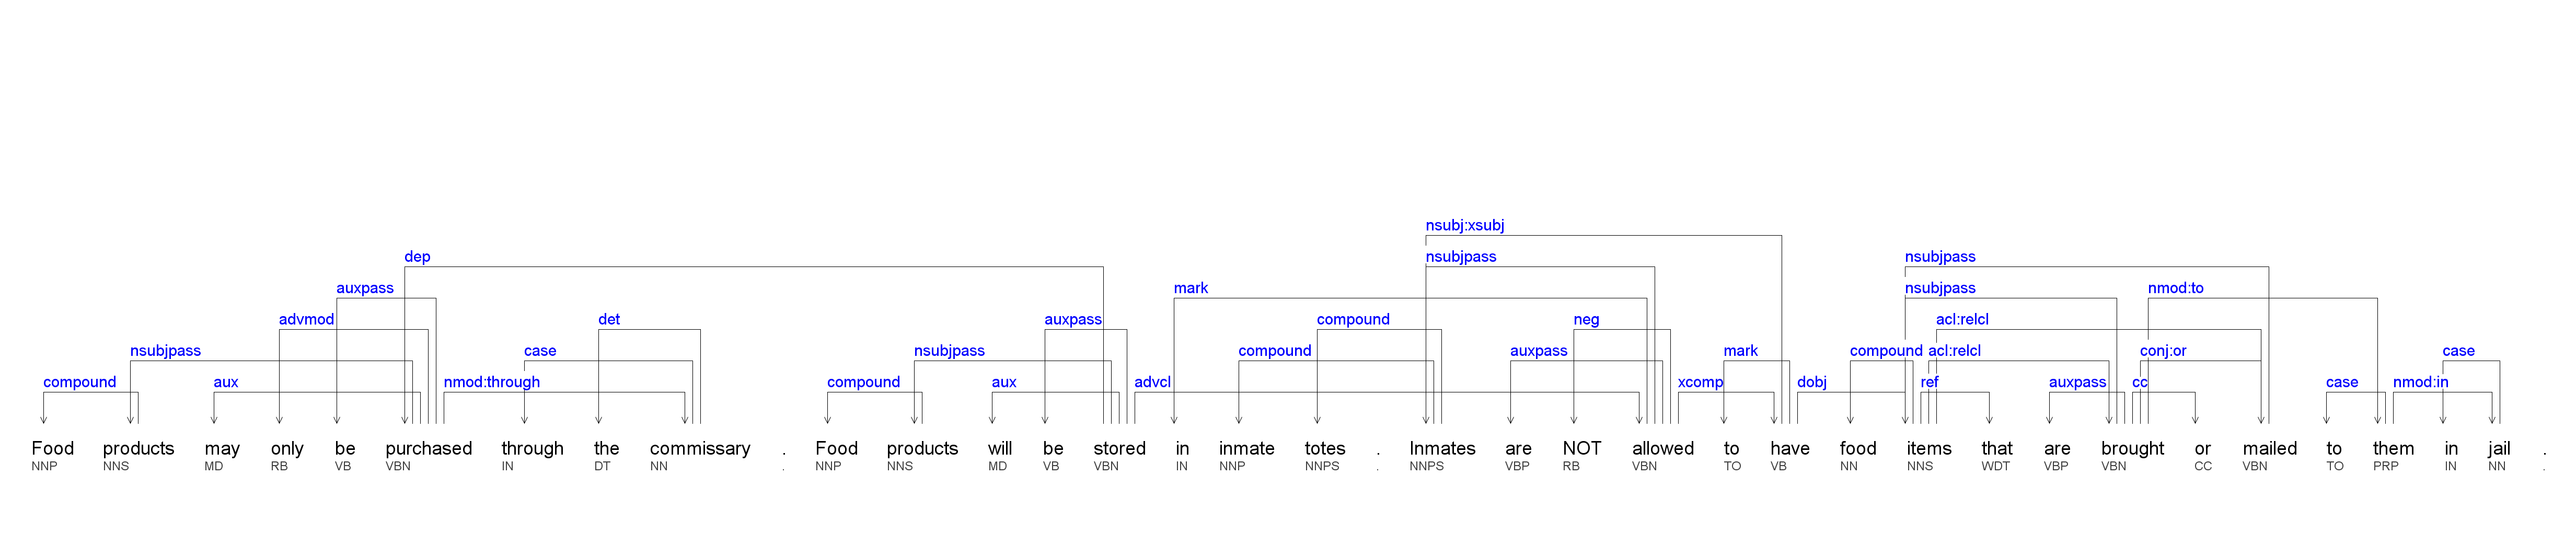 nsubj:xsubj
dep nsubjpass nsubjpass
auxpass mark nsubjpass nmod:to
advmod det auxpass compound neg acl:relcl
nsubjpass case nsubjpass compound auxpass mark compound acl:relcl conj:or case
compound aux nmod:through compound aux advcl xcomp dobj ref auxpass cc case nmod:in
Food products may only be purchased through the commissary . Food products will be stored in inmate totes . Inmates are NOT allowed to have food items that are brought or mailed to them in jail .
NNP NNS MD RB VB VBN IN DT NN . NNP NNS MD VB VBN IN NNP NNPS . NNPS VBP RB VBN TO VB NN NNS WDT VBP VBN CC VBN TO PRP IN NN .